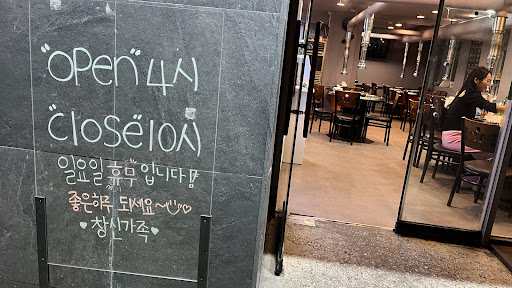 "open" 4시
"close" 10시
일요일 휴무 입니다!
좋은하루 되세요~
창신가족